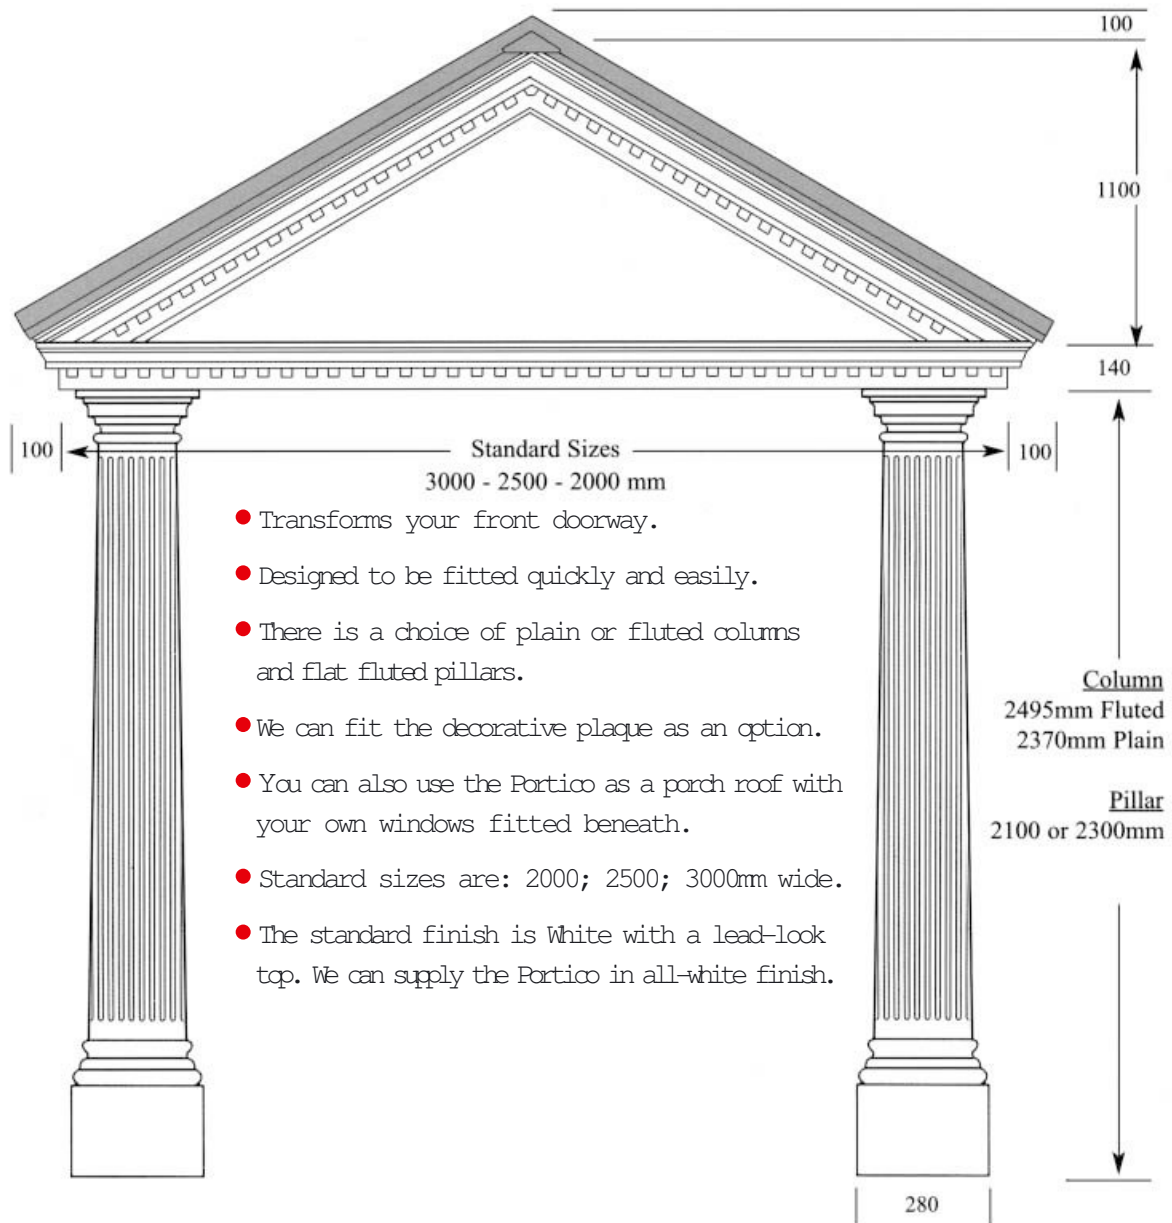 100
1100
140
100
Standard Sizes
100
3000 - 2500 - 2000 mm
● Transforms your front doorway.
● Designed to be fitted quickly and easily.
● There is a choice of plain or fluted columns
and flat fluted pillars.
● We can fit the decorative plaque as an option.
● You can also use the Portico as a porch roof with
your own windows fitted beneath.
● Standard sizes are: 2000; 2500; 3000mm wide.
● The standard finish is White with a lead-look
top. We can supply the Portico in all-white finish.
Column
2495mm Fluted
2370mm Plain
Pillar
2100 or 2300mm
280